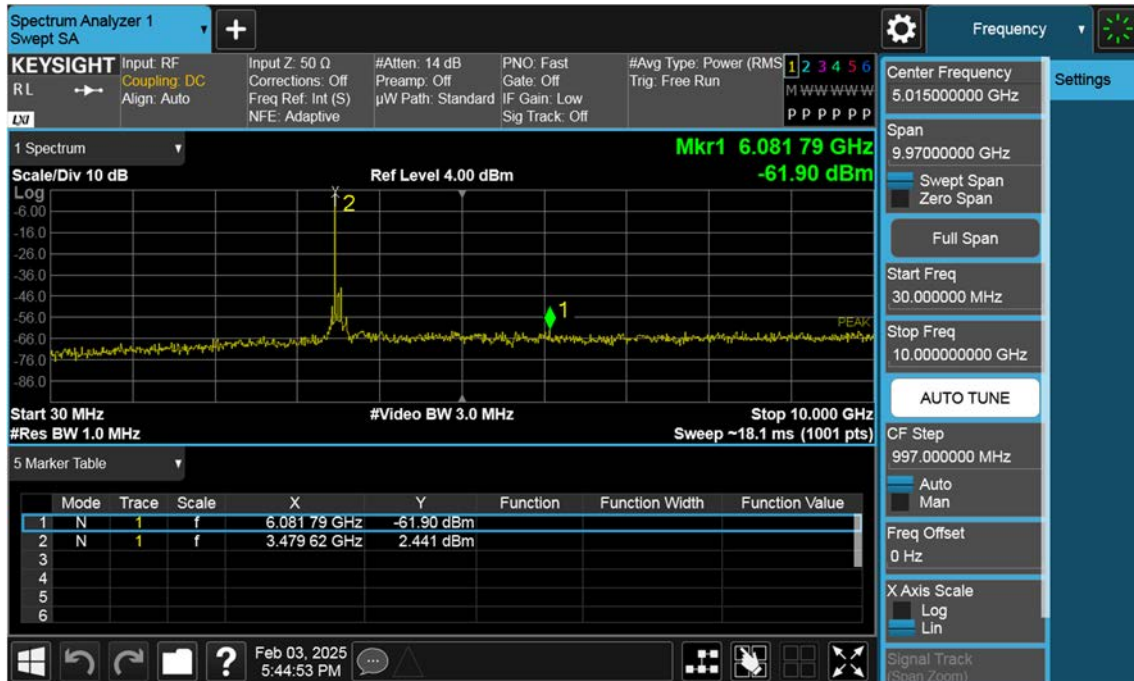 Spectrum Analyzer 1
Swept SA
+
Frequency
KEYSIGHT
RL
LXI
Input: RF
Coupling: DC
Align: Auto
Input Z: 50 Ω
Corrections: Off
Freq Ref: Int (S)
NFE: Adaptive
#Atten: 14 dB
Preamp: Off
µW Path: Standard
PNO: Fast
Gate: Off
IF Gain: Low
Sig Track: Off
#Avg Type: Power (RMS
Trig: Free Run
1 2 3 4 5 6
M W W W W W
P P P P P P
1 Spectrum
Scale/Div 10 dB
Ref Level 4.00 dBm
Mkr1 6.081 79 GHz
-61.90 dBm
Log
-6.00
-16.0
-26.0
-36.0
-46.0
-56.0
-66.0
-76.0
-86.0
2
1
PEAK
Start 30 MHz
#Video BW 3.0 MHz
Stop 10.000 GHz
#Res BW 1.0 MHz
Sweep ~18.1 ms (1001 pts)
5 Marker Table
Mode Trace Scale X Y Function Function Width Function Value
1 N 1 f 6.081 79 GHz -61.90 dBm
2 N 1 f 3.479 62 GHz 2.441 dBm
3
4
5
6
?
Feb 03, 2025
5:44:53 PM
Center Frequency
5.015000000 GHz
Span
9.97000000 GHz
Swept Span
Zero Span
Full Span
Start Freq
30.000000 MHz
Stop Freq
10.000000000 GHz
AUTO TUNE
CF Step
997.000000 MHz
Auto
Man
Freq Offset
0 Hz
X Axis Scale
Log
Lin
Signal Track
(Span Zoom)
Settings